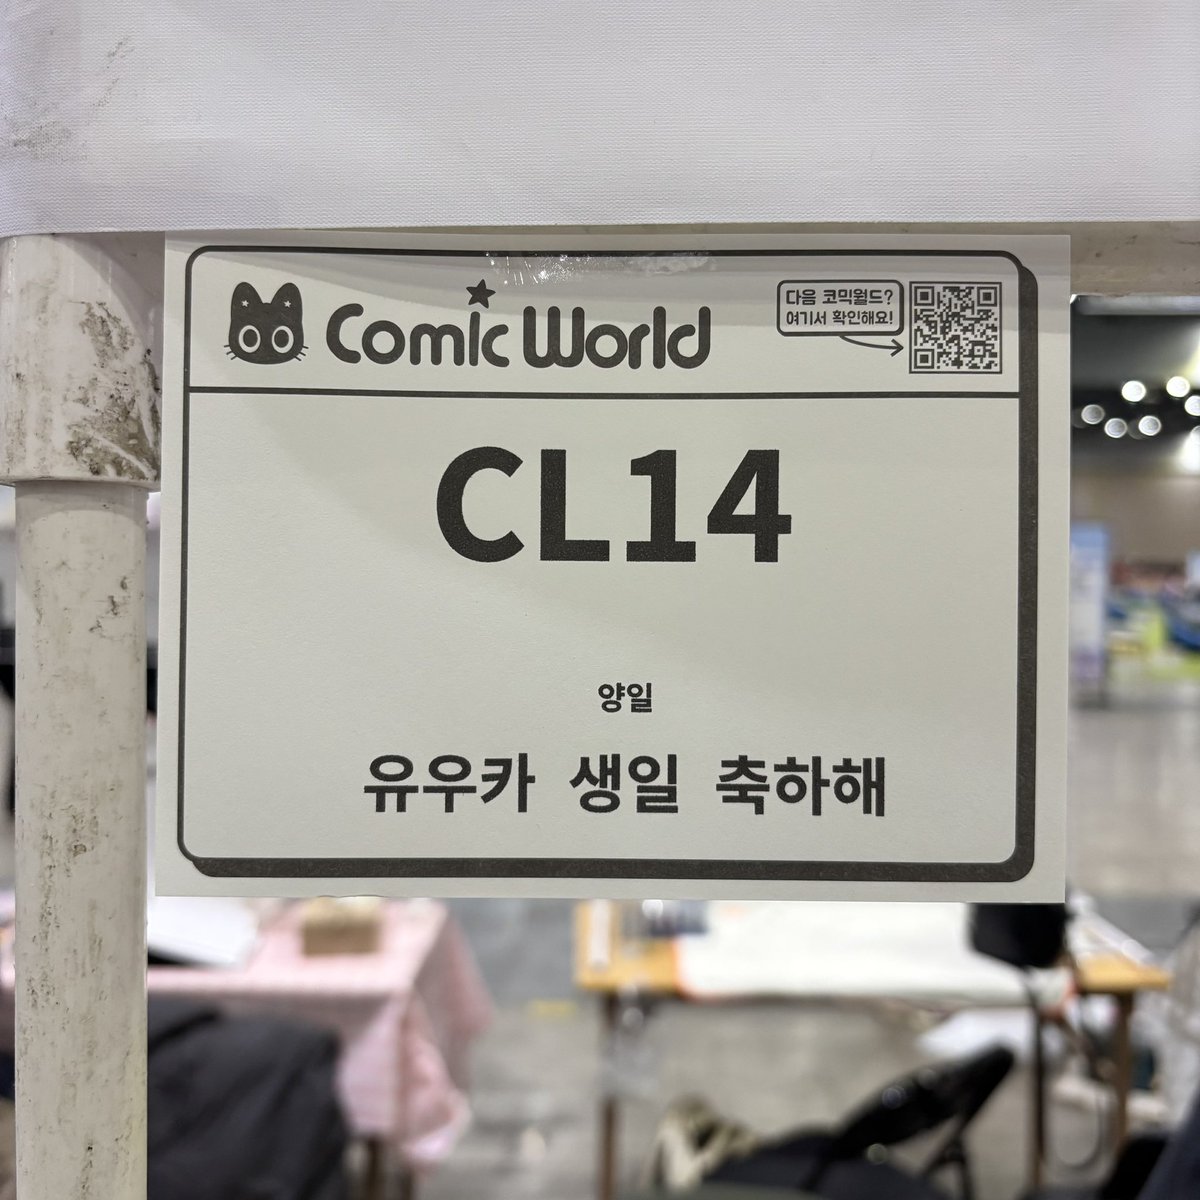 Comic World
다음 코믹월드?
여기서 확인해요!
CL14
양일
유우카 생일 축하해